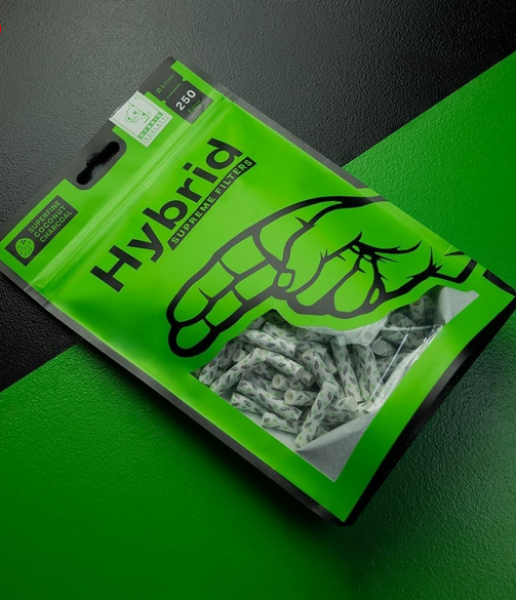 SUPERFINE
COCONUT
CHARCOAL
250
Hybrid
SUPREME FILTERS